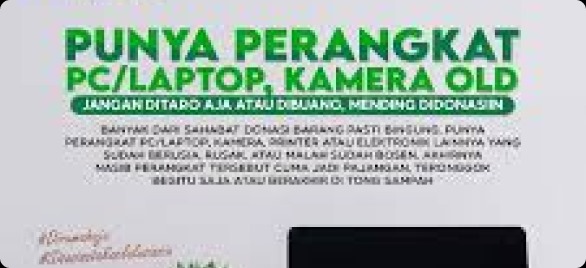 PUNYA PERANGKAT
PC/LAPTOP, KAMERA OLD
JANGAN DITARO AJA ATAU DIBUANG, MENDING DIDONASIIN
BANYAK DARI SAHABAT DONASI BARANG PASTI BINGUNG, PUNYA
PERANGKAT PC/LAPTOP, KAMERA, PRINTER ATAU ELEKTRONIK LAINNYA YANG
SUDAH BERUSIA, RUSAK, ATAU MALAH SUDAH BOSEN, AKHIRNYA
NASIB PERANGKAT TERSEBUT CUMA JADI PAJANGAN, TERONGGOK
BEGITU SAJA ATAU BERAKHIR DI TONG SAMPAH